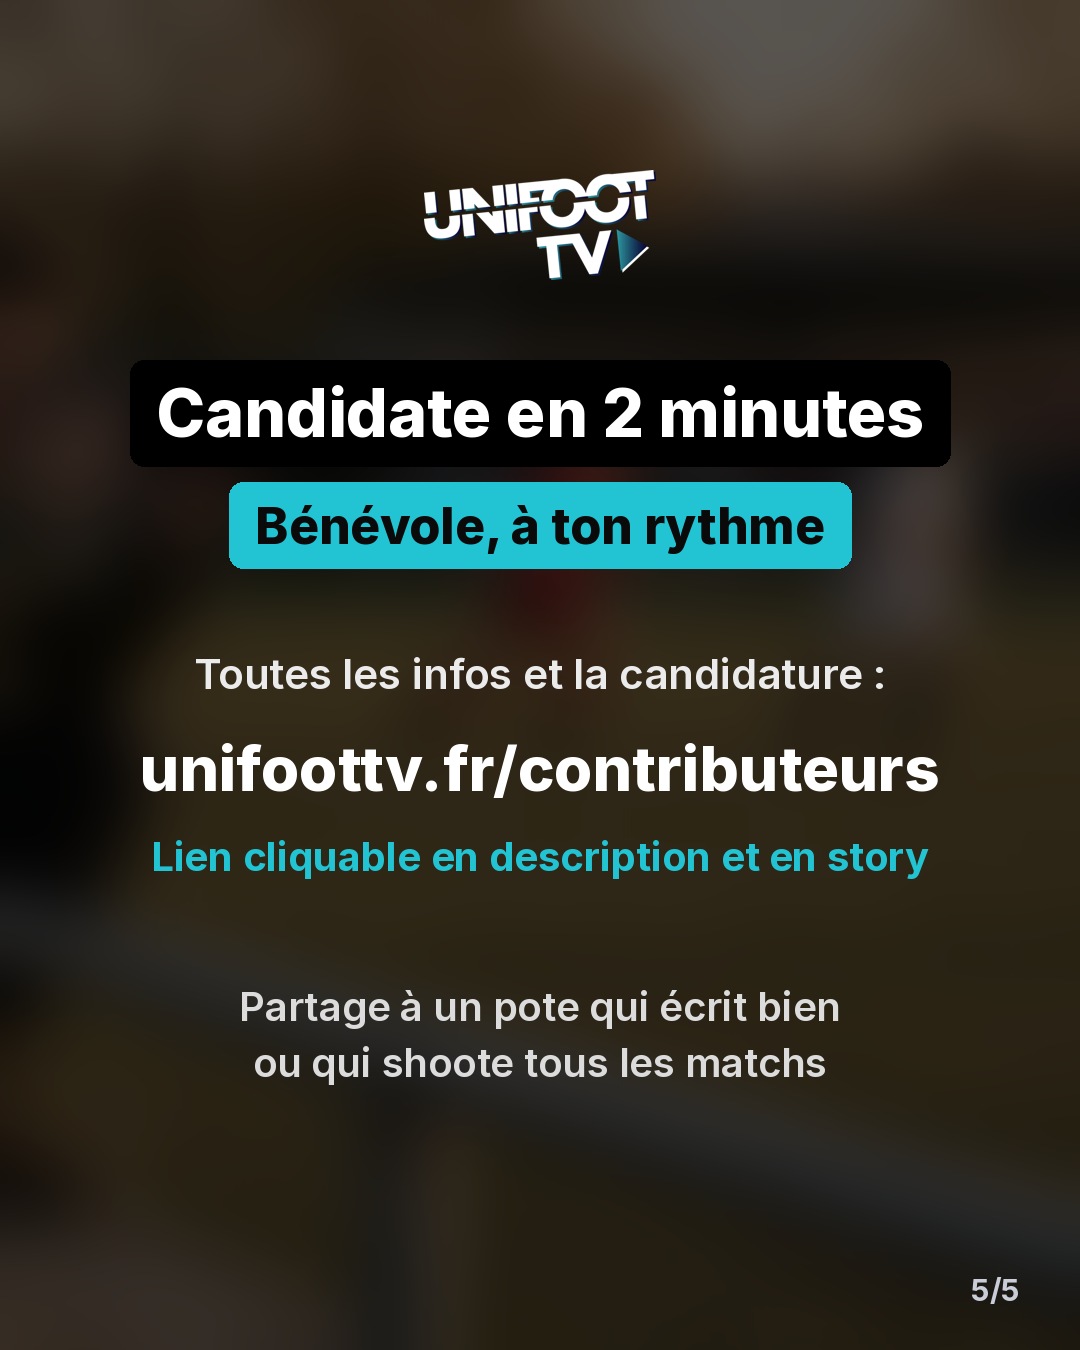 UNIFOOT
TV
Candidate en 2 minutes
Bénévole, à ton rythme
Toutes les infos et la candidature :
unifoottv.fr/contributeurs
Lien cliquable en description et en story
Partage à un pote qui écrit bien
ou qui shoote tous les matchs
5/5